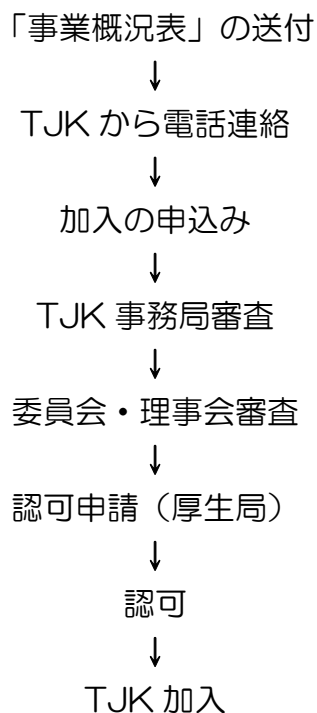 「事業概況表」の送付
↓
TJK から電話連絡
↓
加入の申込み
↓
TJK 事務局審査
↓
委員会・理事会審査
↓
認可申請（厚生局）
↓
認可
↓
TJK 加入